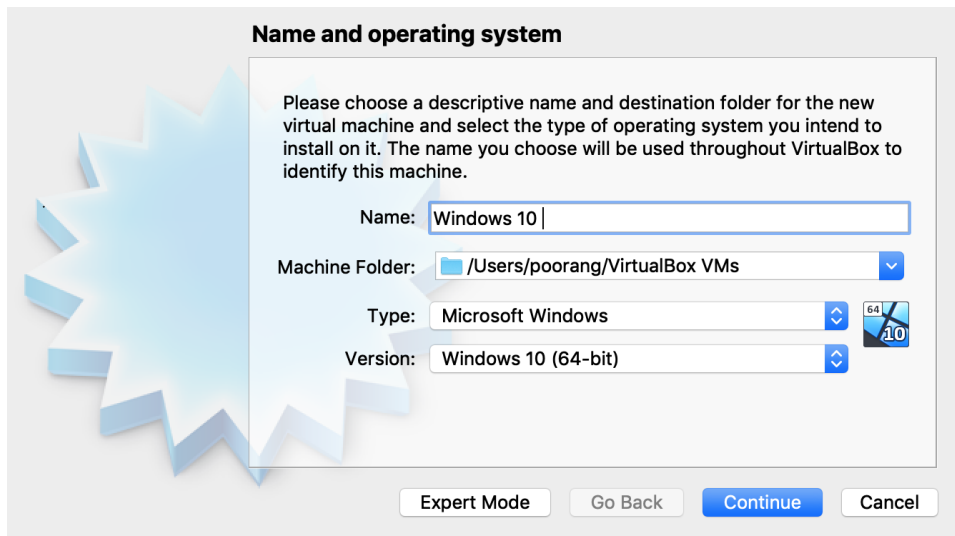 Name and operating system
Please choose a descriptive name and destination folder for the new
virtual machine and select the type of operating system you intend to
install on it. The name you choose will be used throughout VirtualBox to
identify this machine.
Name: Windows 10
Machine Folder: /Users/poorang/VirtualBox VMs
Type: Microsoft Windows
64
10
Version: Windows 10 (64-bit)
Expert Mode Go Back Continue Cancel